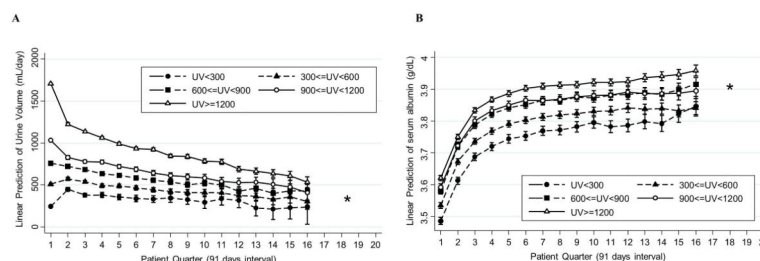 A
Linear Prediction of Urine Volume (mL/day)
2000
1500
1000
500
0
UV<300
300<=UV<600
600<=UV<900
900<=UV<1200
UV>=1200
*
1 2 3 4 5 6 7 8 9 10 11 12 13 14 15 16 17 18 19 20
Patient Quarter (91 days interval)
B
Linear Prediction of serum albumin (g/dL)
4
3.9
3.8
3.7
3.6
3.5
*
UV<300
300<=UV<600
600<=UV<900
900<=UV<1200
UV>=1200
1 2 3 4 5 6 7 8 9 10 11 12 13 14 15 16 17 18 19 20
Patient Quarter (91 days interval)